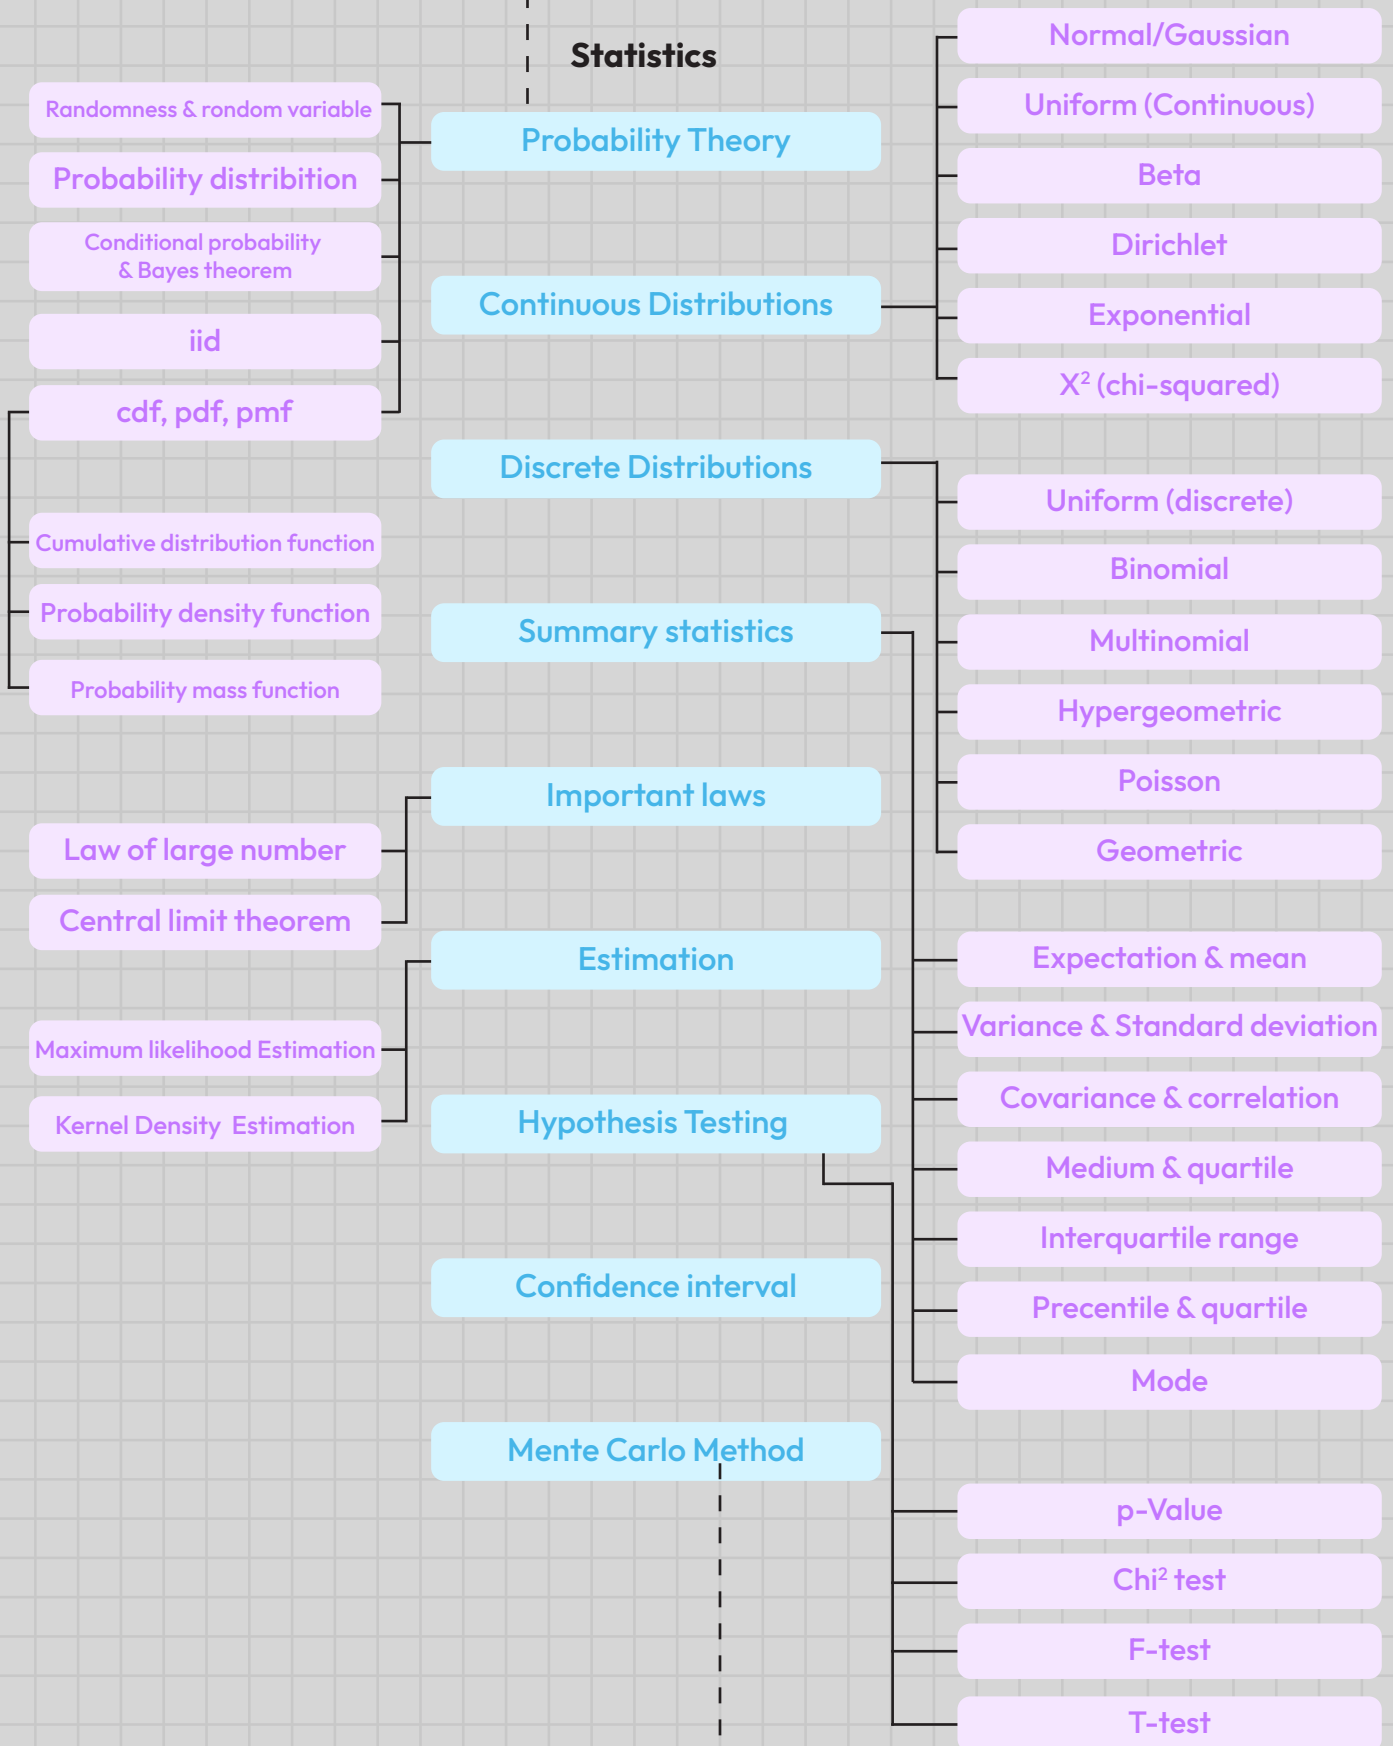 Statistics
Probability Theory
Randomness & rondom variable
Probability distribition
Conditional probability
& Bayes theorem
iid
cdf, pdf, pmf
Cumulative distribution function
Probability density function
Probability mass function
Continuous Distributions
Normal/Gaussian
Uniform (Continuous)
Beta
Dirichlet
Exponential
X² (chi-squared)
Discrete Distributions
Uniform (discrete)
Binomial
Multinomial
Hypergeometric
Poisson
Geometric
Summary statistics
Expectation & mean
Variance & Standard deviation
Covariance & correlation
Medium & quartile
Interquartile range
Precentile & quartile
Mode
Important laws
Law of large number
Central limit theorem
Estimation
Maximum likelihood Estimation
Kernel Density Estimation
Hypothesis Testing
p-Value
Chi² test
F-test
T-test
Confidence interval
Mente Carlo Method